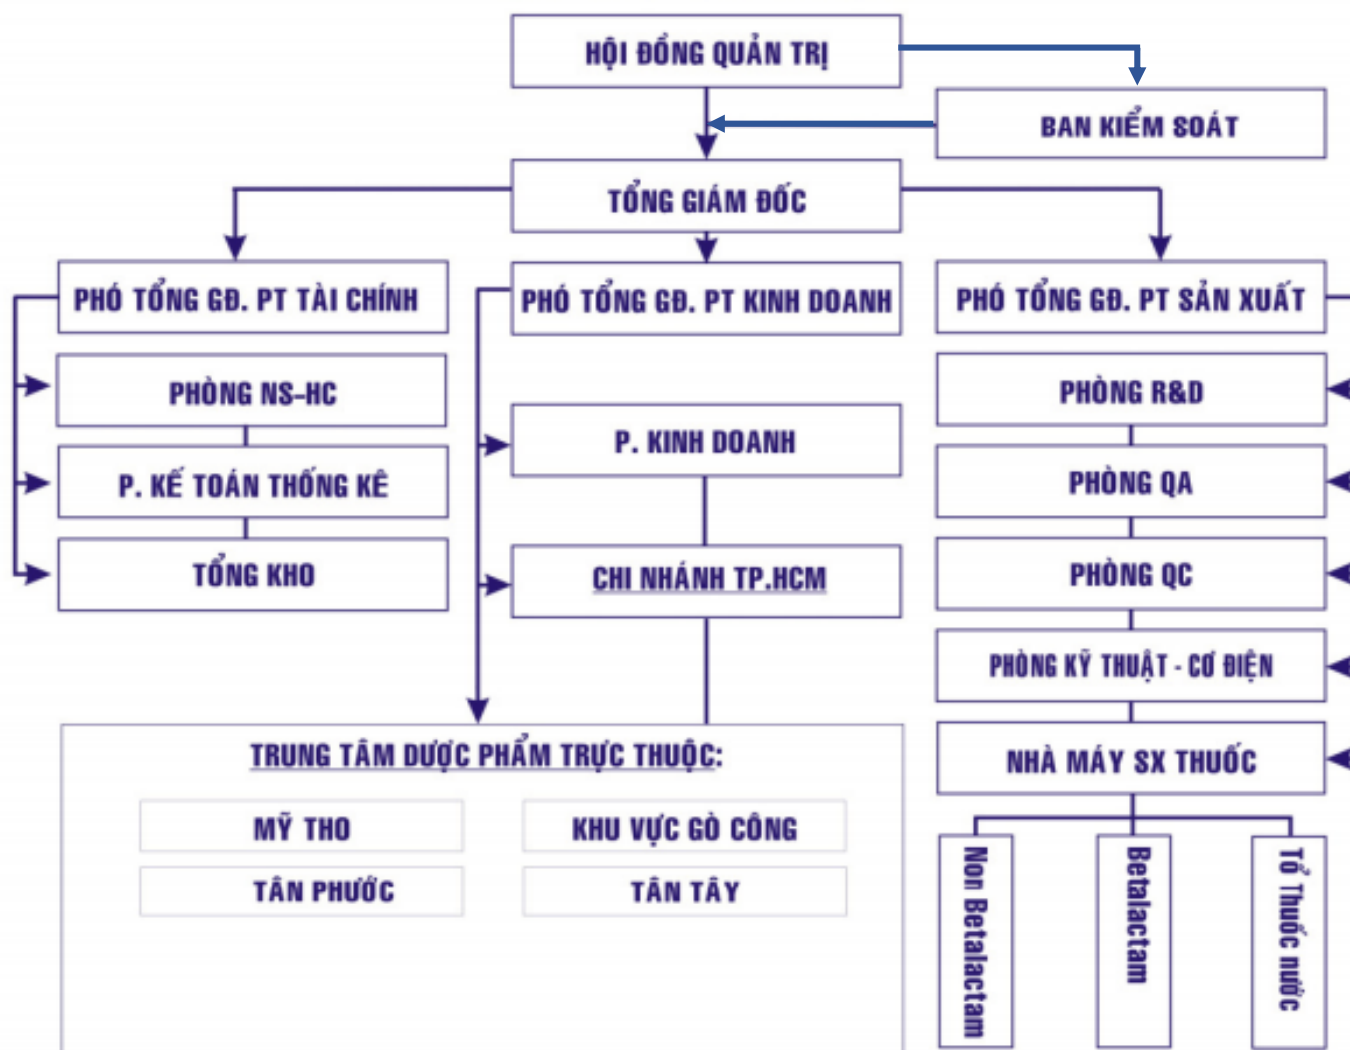 HỘI ĐỒNG QUẢN TRỊ
BAN KIỂM SOÁT
TỔNG GIÁM ĐỐC
PHÓ TỔNG GĐ. PT TÀI CHÍNH
PHÓ TỔNG GĐ. PT KINH DOANH
PHÓ TỔNG GĐ. PT SẢN XUẤT
PHÒNG NS-HC
P. KẾ TOÁN THỐNG KÊ
TỔNG KHO
P. KINH DOANH
CHI NHÁNH TP.HCM
PHÒNG R&D
PHÒNG QA
PHÒNG QC
PHÒNG KỸ THUẬT - CƠ ĐIỆN
NHÀ MÁY SX THUỐC
TRUNG TÂM DƯỢC PHẨM TRỰC THUỘC:
MỸ THO
KHU VỰC GÒ CÔNG
TÂN PHƯỚC
TÂN TÂY
Non Betalactam
Betalactam
Tổ Thuốc nước